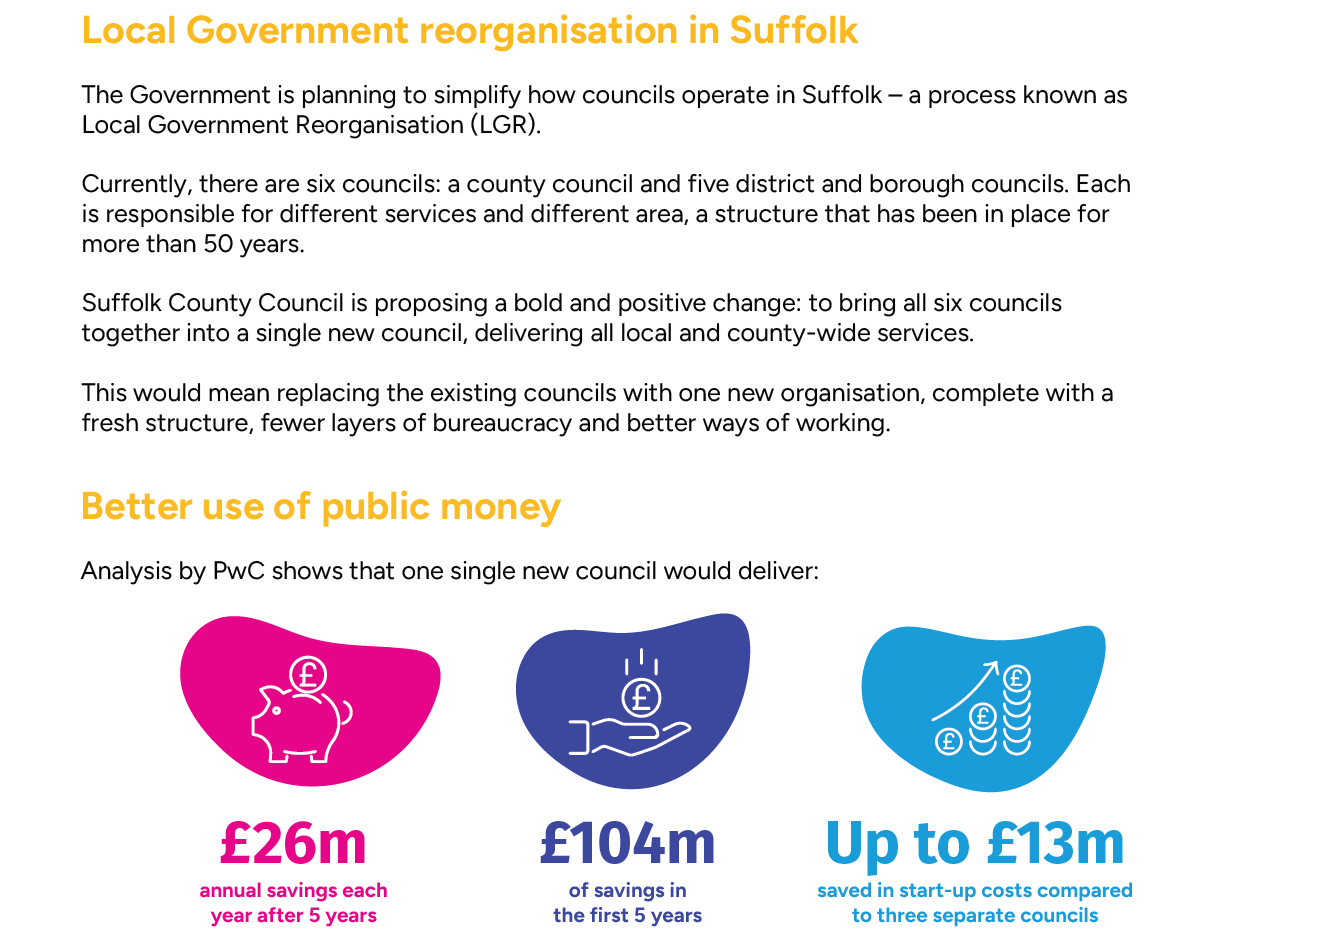 Local Government reorganisation in Suffolk
The Government is planning to simplify how councils operate in Suffolk – a process known as
Local Government Reorganisation (LGR).
Currently, there are six councils: a county council and five district and borough councils. Each
is responsible for different services and different area, a structure that has been in place for
more than 50 years.
Suffolk County Council is proposing a bold and positive change: to bring all six councils
together into a single new council, delivering all local and county-wide services.
This would mean replacing the existing councils with one new organisation, complete with a
fresh structure, fewer layers of bureaucracy and better ways of working.
Better use of public money
Analysis by PwC shows that one single new council would deliver:
£
£
£
£
£
£26m
annual savings each
year after 5 years
£104m
of savings in
the first 5 years
Up to £13m
saved in start-up costs compared
to three separate councils